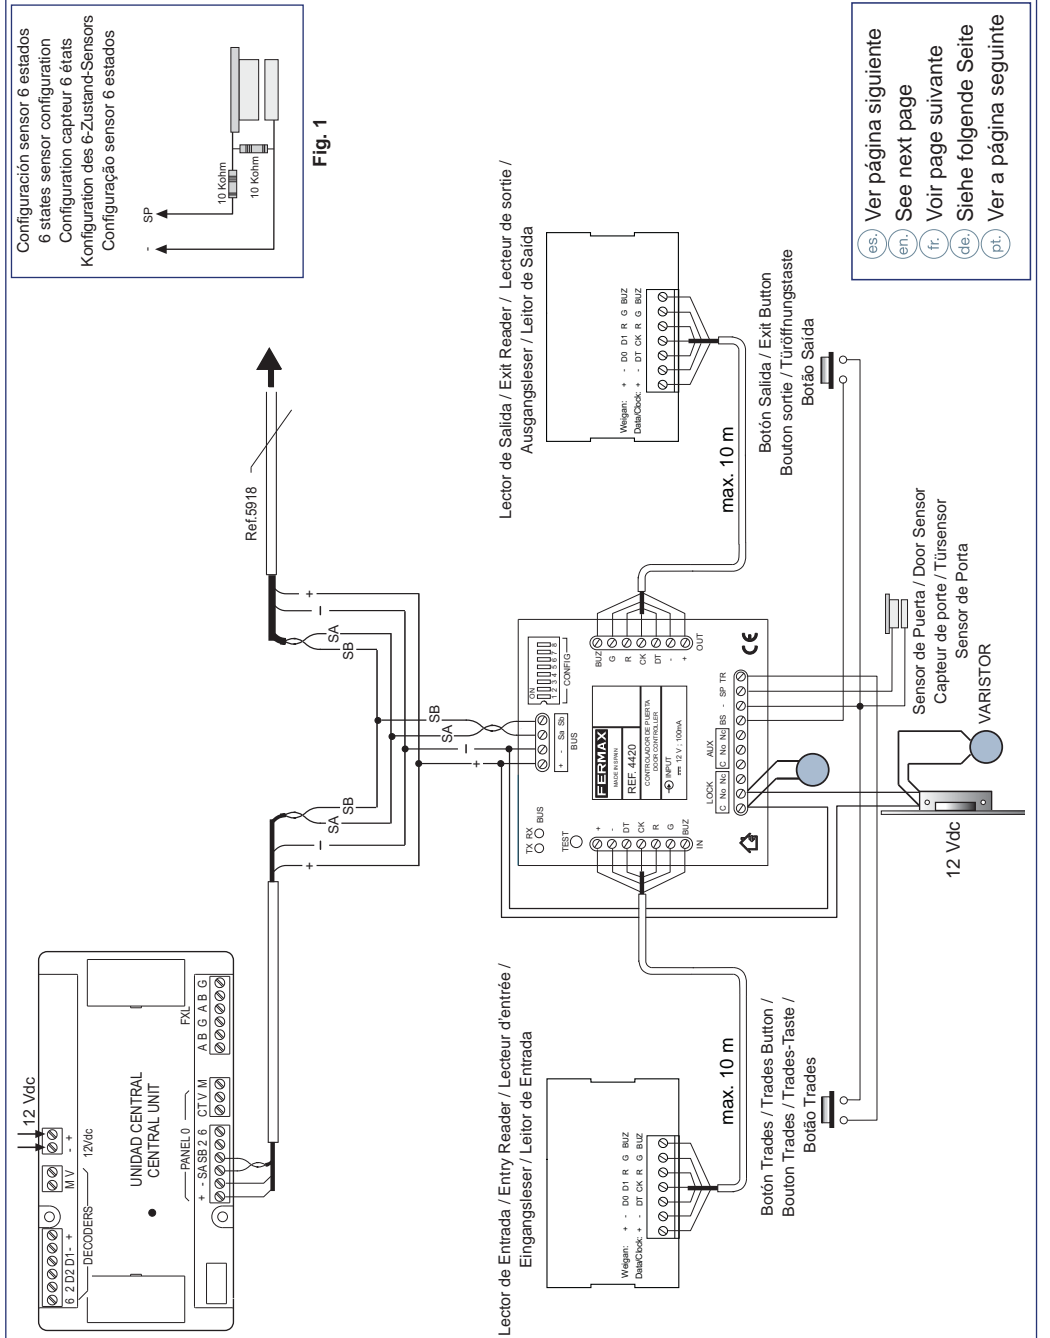 Configuración sensor 6 estados
6 states sensor configuration
Configuration capteur 6 états
Konfiguration des 6-Zustand-Sensors
Configuração sensor 6 estados
SP
-
10 Kohm
10 Kohm
Fig. 1
12 Vdc
6 2 D2 D1 - +
DECODERS
M V
- +
12Vdc
UNIDAD CENTRAL
CENTRAL UNIT
PANEL 0
+ - SA SB 2 6
CT V M
FXL
A B G A B G
+
-
SA
SB
Ref.5918
SB
SA
-
+
SB
SA
-
+
Lector de Entrada / Entry Reader / Lecteur d'entrée /
Eingangsleser / Leitor de Entrada
Weigan: + - D0 D1 R G BUZ
Data/Clock: + - DT CK R G BUZ
max. 10 m
TX RX
BUS
TEST
+ - Sa Sb
BUS
ON
1 2 3 4 5 6 7 8
CONFIG
+
-
DT
CK
R
G
BUZ
IN
FERMAX
MADE IN SPAIN
REF. 4420
CONTROLADOR DE PUERTA
DOOR CONTROLLER
INPUT
12 V ; 100mA
BUZ
G
R
CK
DT
-
+
OUT
LOCK
AUX
C No Nc C No Nc BS - SP TR
CE
Lector de Salida / Exit Reader / Lecteur de sortie /
Ausgangsleser / Leitor de Saída
Weigan: + - D0 D1 R G BUZ
Data/Clock: + - DT CK R G BUZ
max. 10 m
Botón Trades / Trades Button /
Bouton Trades / Trades-Taste /
Botão Trades
Botón Salida / Exit Button
Bouton sortie / Türöffnungstaste
Botão Saída
Sensor de Puerta / Door Sensor
Capteur de porte / Türsensor
Sensor de Porta
VARISTOR
12 Vdc
es. Ver página siguiente
en. See next page
fr. Voir page suivante
de. Siehe folgende Seite
pt. Ver a página seguinte